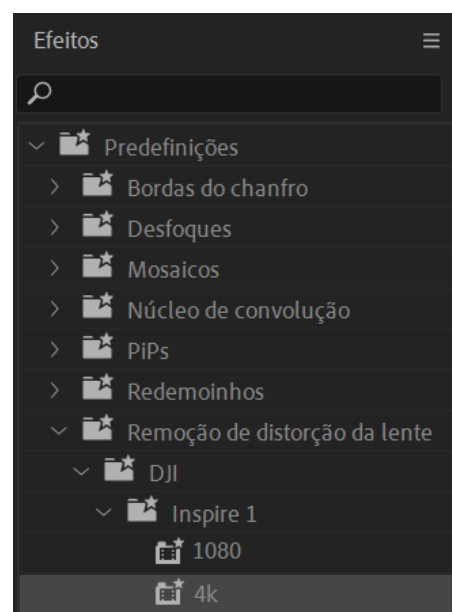 Efeitos
Predefinições
Bordas do chanfro
Desfoques
Mosaicos
Núcleo de convolução
PiPs
Redemoinhos
Remoção de distorção da lente
DJI
Inspire 1
1080
4k